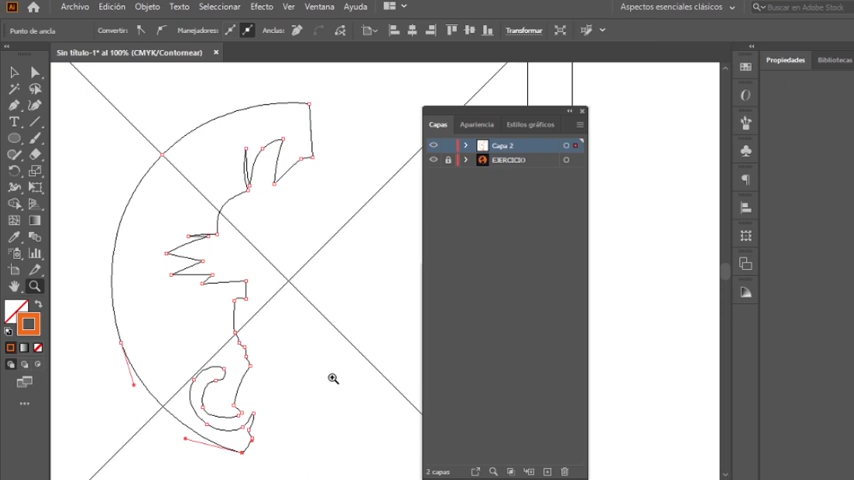 Ai Archivo Edición Objeto Texto Seleccionar Efecto Ver Ventana Ayuda Aspectos esenciales clásicos Buscar en Adobe Stock
Punto de ancla Convertir: Manejadores: Anclas: Transformar
Sin título-1* al 100% (CMYK/Contornear) ×
Propiedades Bibliotecas
Capas Apariencia Estilos gráficos
Capa 2
EJERCICIO
2 capas